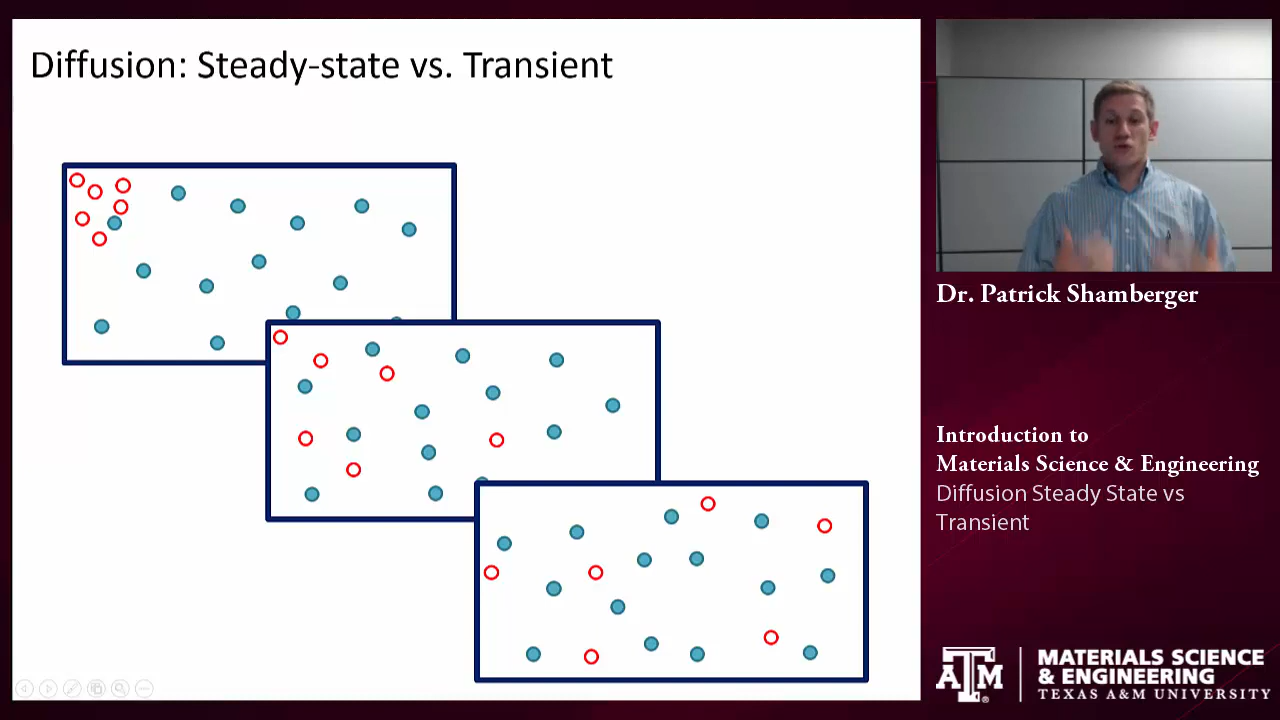 Diffusion: Steady-state vs. Transient
Dr. Patrick Shamberger
Introduction to
Materials Science & Engineering
Diffusion Steady State vs
Transient
ATM
MATERIALS SCIENCE
& ENGINEERING
TEXAS A&M UNIVERSITY